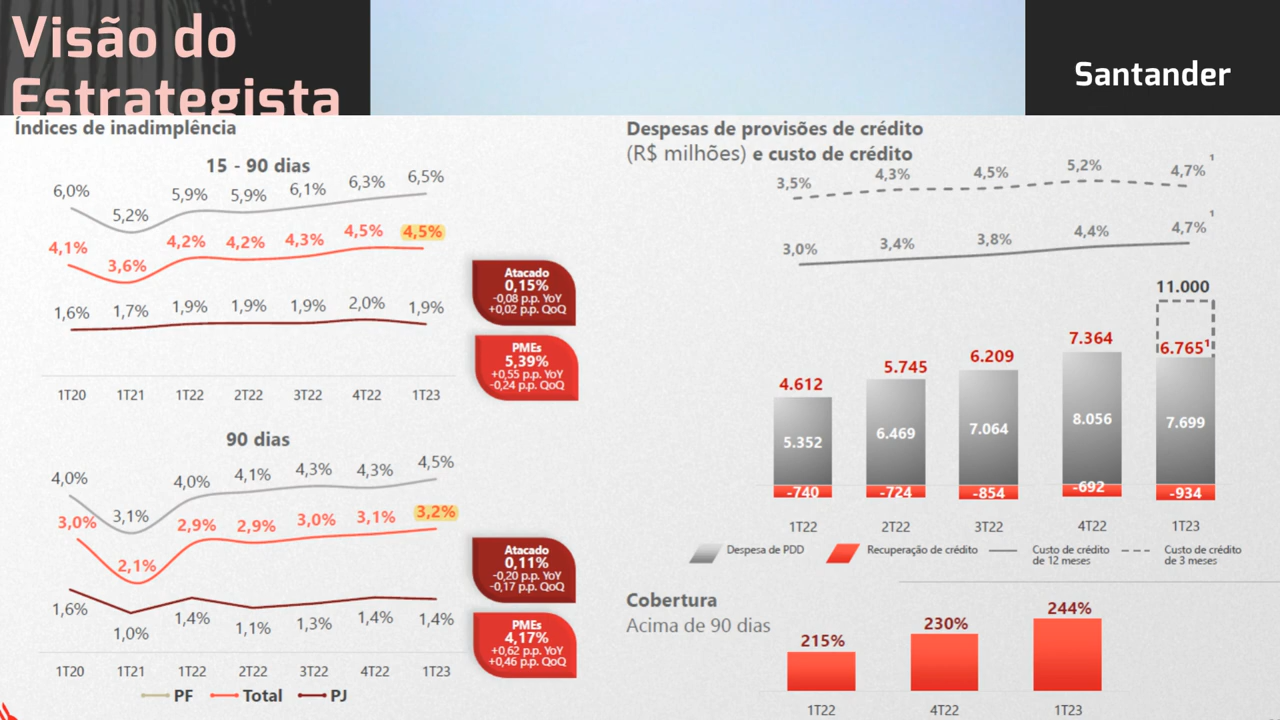 Visão do
Estrategista
Santander
Índices de inadimplência
15 - 90 dias
6,0%
5,2%
5,9%
5,9%
6,1%
6,3%
6,5%
4,1%
3,6%
4,2%
4,2%
4,3%
4,5%
4,5%
1,6%
1,7%
1,9%
1,9%
1,9%
2,0%
1,9%
1T20
1T21
1T22
2T22
3T22
4T22
1T23
Atacado
0,15%
-0,08 p.p. YoY
+0,02 p.p. QoQ
PMEs
5,39%
+0,55 p.p. YoY
-0,24 p.p. QoQ
90 dias
4,0%
3,1%
4,0%
4,1%
4,3%
4,3%
4,5%
3,0%
2,1%
2,9%
2,9%
3,0%
3,1%
3,2%
1,6%
1,0%
1,4%
1,1%
1,3%
1,4%
1,4%
1T20
1T21
1T22
2T22
3T22
4T22
1T23
PF
Total
PJ
Atacado
0,11%
-0,20 p.p. YoY
-0,17 p.p. QoQ
PMEs
4,17%
+0,62 p.p. YoY
+0,46 p.p. QoQ
Despesas de provisões de crédito
(R$ milhões) e custo de crédito
3,5%
4,3%
4,5%
5,2%
4,7% ¹
3,0%
3,4%
3,8%
4,4%
4,7% ¹
11.000
4.612
5.745
6.209
7.364
6.765¹
5.352
6.469
7.064
8.056
7.699
-740
-724
-854
-692
-934
1T22
2T22
3T22
4T22
1T23
Despesa de PDD
Recuperação de crédito
Custo de crédito
de 12 meses
Custo de crédito
de 3 meses
Cobertura
Acima de 90 dias
215%
230%
244%
1T22
4T22
1T23